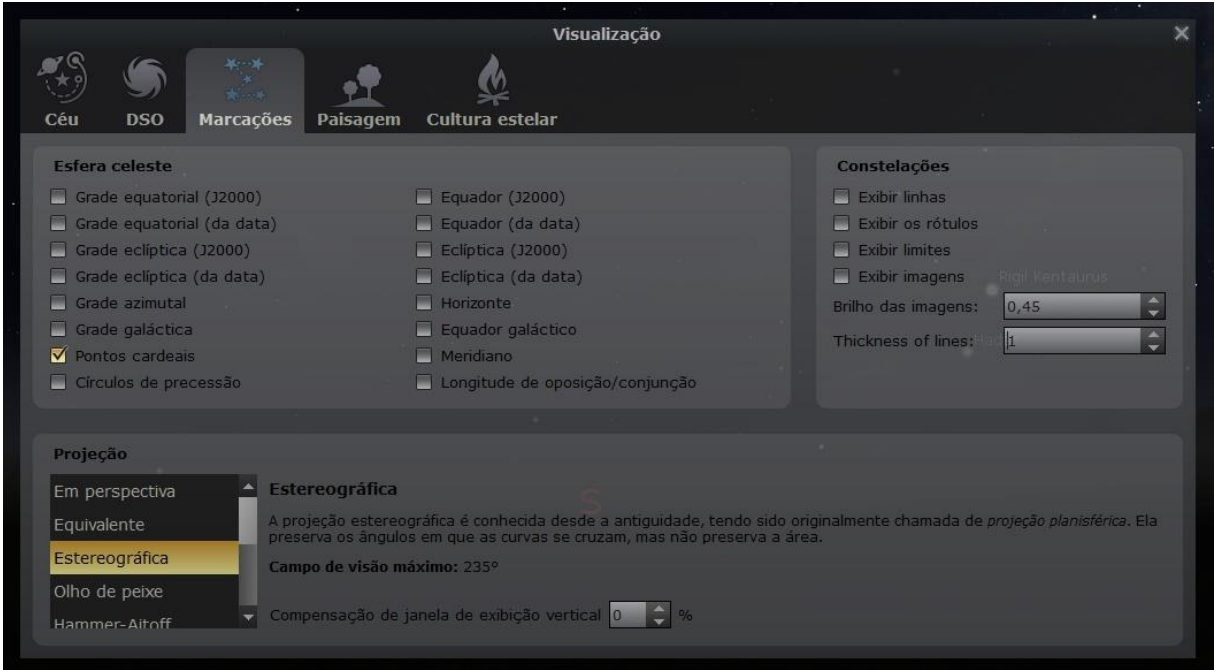 Visualização
Céu
DSO
Marcações
Paisagem
Cultura estelar
Esfera celeste
Grade equatorial (J2000)
Grade equatorial (da data)
Grade eclíptica (J2000)
Grade eclíptica (da data)
Grade azimutal
Grade galáctica
Pontos cardeais
Círculos de precessão
Equador (J2000)
Equador (da data)
Eclíptica (J2000)
Eclíptica (da data)
Horizonte
Equador galáctico
Meridiano
Longitude de oposição/conjunção
Constelações
Exibir linhas
Exibir os rótulos
Exibir limites
Exibir imagens
Rigil Kentaurus
Brilho das imagens: 0,45
Thickness of lines: 1
Projeção
Em perspectiva
Equivalente
Estereográfica
Olho de peixe
Hammer-Aitoff
Estereográfica
S
A projeção estereográfica é conhecida desde a antiguidade, tendo sido originalmente chamada de projeção planisférica. Ela
preserva os ângulos em que as curvas se cruzam, mas não preserva a área.
Campo de visão máximo: 235º
Compensação de janela de exibição vertical 0 %